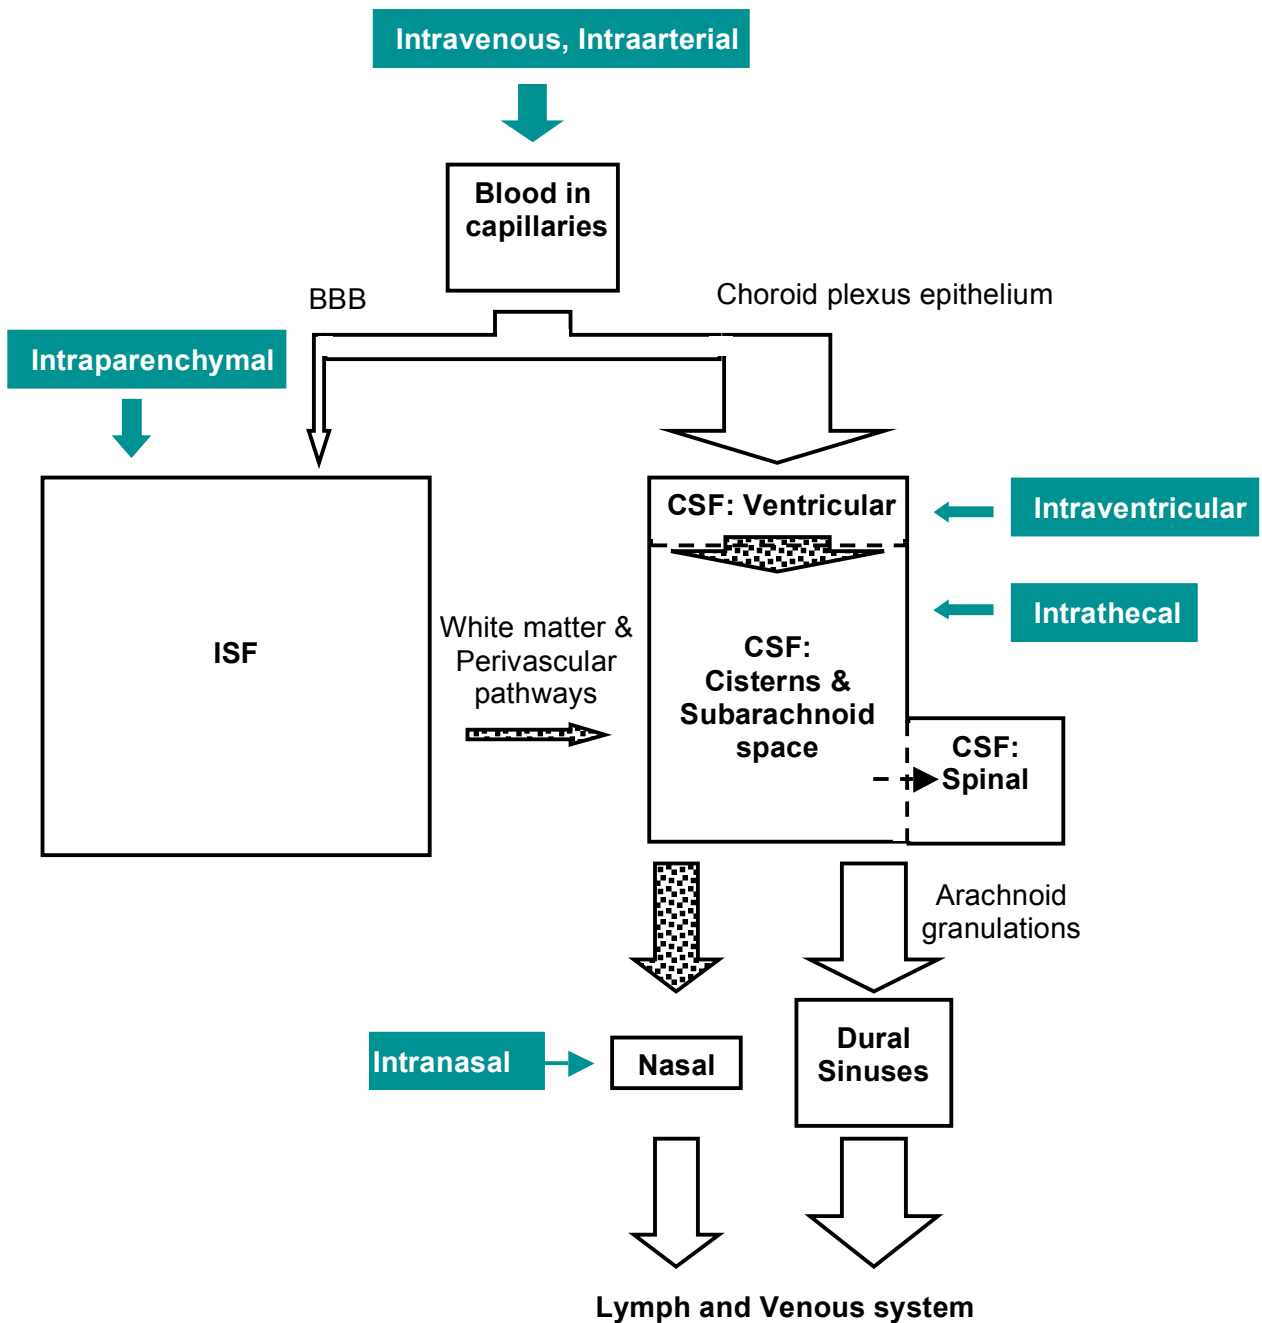 Intravenous, Intraarterial
Blood in
capillaries
BBB
Choroid plexus epithelium
Intraparenchymal
CSF: Ventricular
Intraventricular
Intrathecal
White matter &
Perivascular
pathways
ISF
CSF:
Cisterns &
Subarachnoid
space
CSF:
Spinal
Arachnoid
granulations
Intranasal
Nasal
Dural
Sinuses
Lymph and Venous system